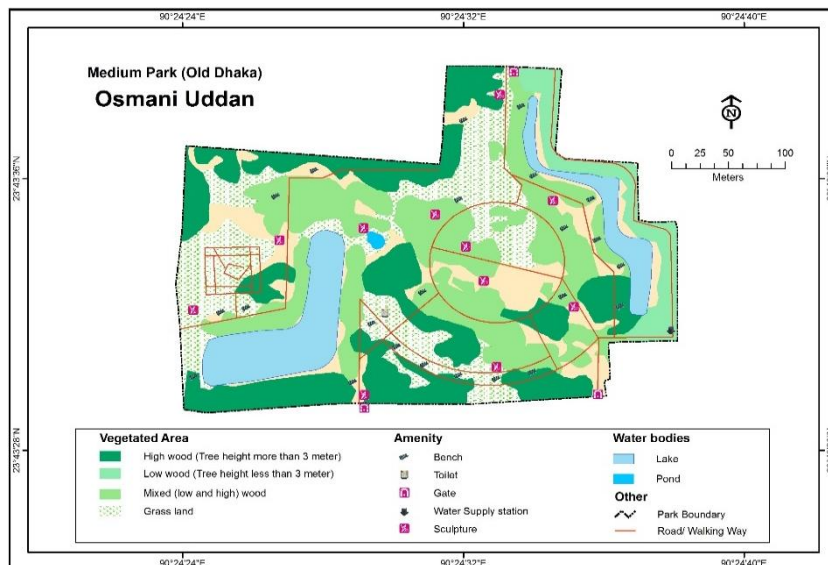 90°24'24"E 90°24'32"E 90°24'40"E
Medium Park (Old Dhaka)
Osmani Uddan
N
0 25 50 100
Meters
23°43'36"N
23°43'28"N
Vegetated Area
High wood (Tree height more than 3 meter)
Low wood (Tree height less than 3 meter)
Mixed (low and high) wood
Grass land
Amenity
Bench
Toilet
Gate
Water Supply station
Sculpture
Water bodies
Lake
Pond
Other
Park Boundary
Road/ Walking Way
90°24'24"E 90°24'32"E 90°24'40"E